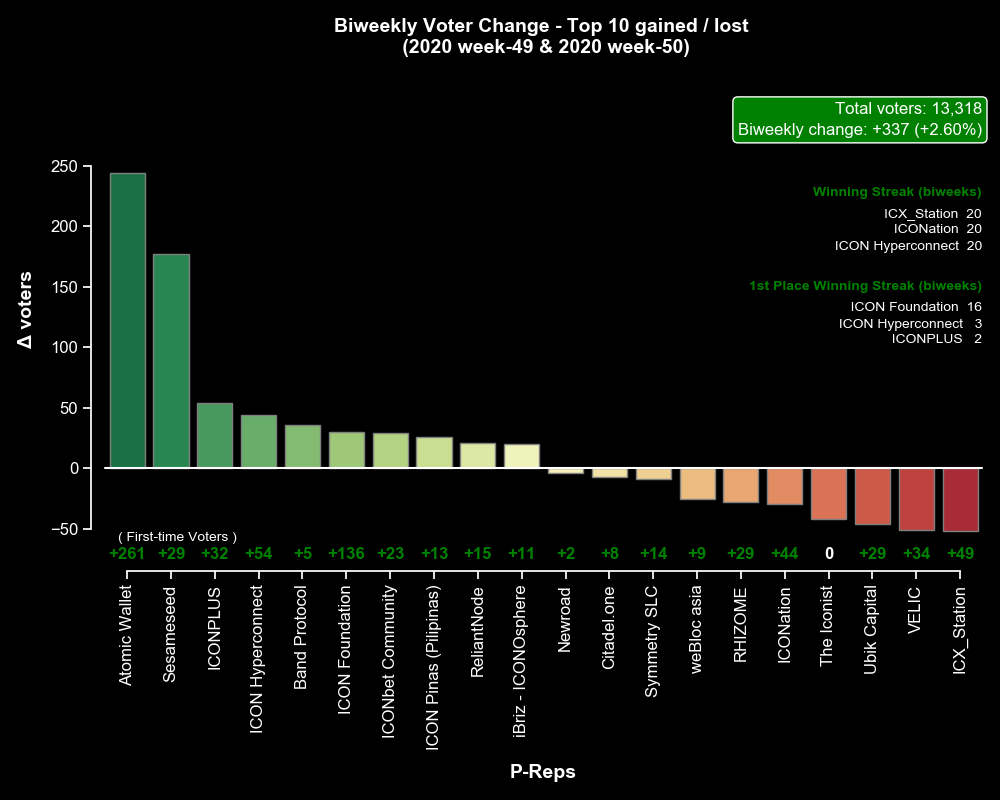 Biweekly Voter Change - Top 10 gained / lost
(2020 week-49 & 2020 week-50)
Total voters: 13,318
Biweekly change: +337 (+2.60%)
Winning Streak (biweeks)
ICX_Station 20
ICONation 20
ICON Hyperconnect 20
1st Place Winning Streak (biweeks)
ICON Foundation 16
ICON Hyperconnect 3
ICONPLUS 2
Δ voters
250
200
150
100
50
0
−50
( First-time Voters )
+261 +29 +32 +54 +5 +136 +23 +13 +15 +11 +2 +8 +14 +9 +29 +44 0 +29 +34 +49
Atomic Wallet
Sesameseed
ICONPLUS
ICON Hyperconnect
Band Protocol
ICON Foundation
ICONbet Community
ICON Pinas (Pilipinas)
ReliantNode
iBriz - ICONOsphere
Newroad
Citadel.one
Symmetry SLC
weBloc asia
RHIZOME
ICONation
The Iconist
Ubik Capital
VELIC
ICX_Station
P-Reps